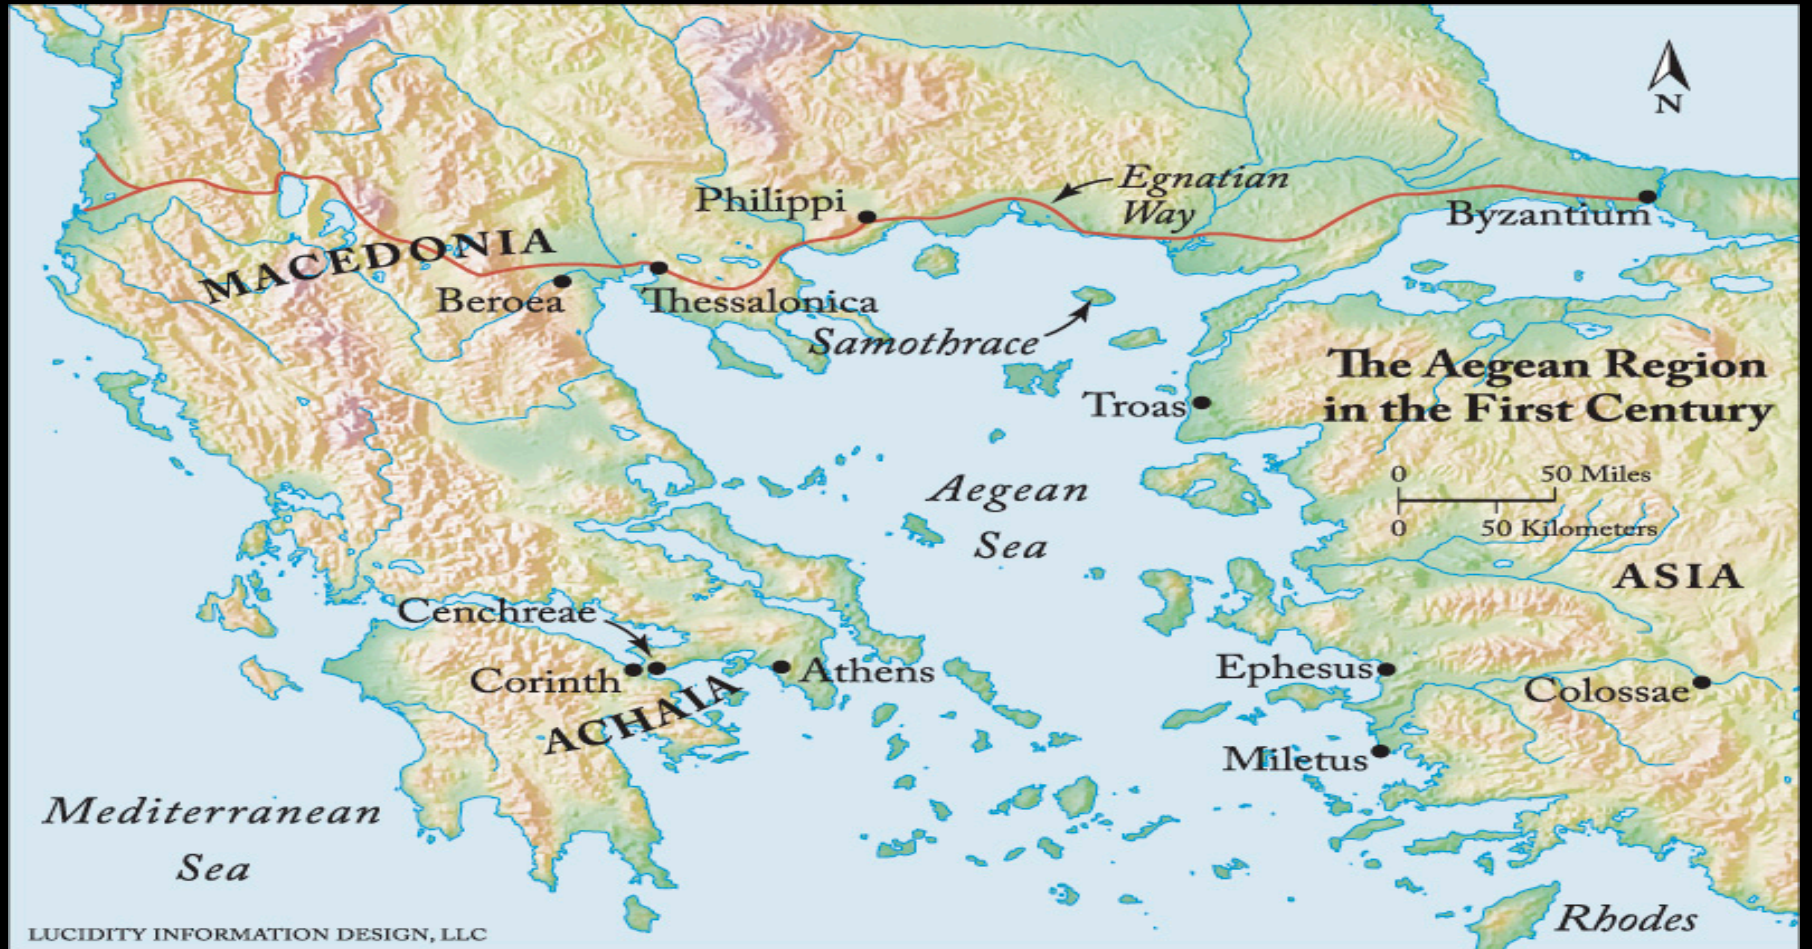 N
Egnatian
Way
Philippi
Byzantium
MACEDONIA
Beroea
Thessalonica
Samothrace
The Aegean Region
in the First Century
Troas
0 50 Miles
0 50 Kilometers
Aegean
Sea
ASIA
Cenchreae
Corinth
Athens
Ephesus
Colossae
ACHAIA
Miletus
Mediterranean
Sea
Rhodes
LUCIDITY INFORMATION DESIGN, LLC